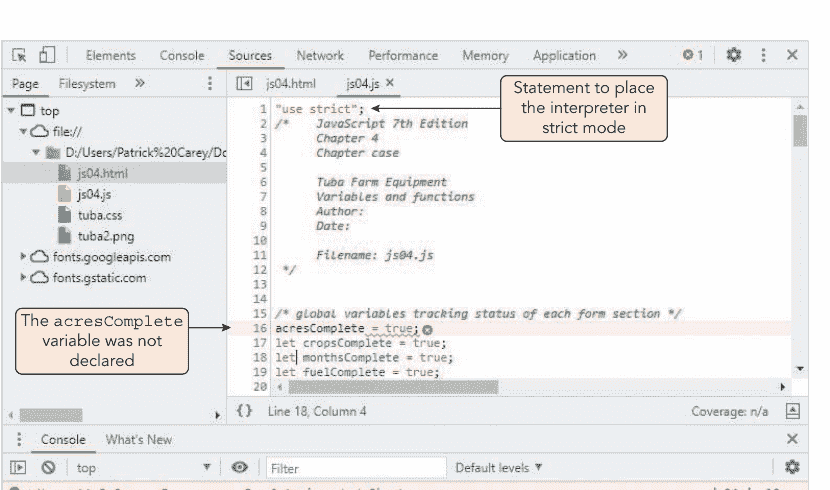 Elements Console Sources Network Performance Memory Application » 1
Page Filesystem » js04.html js04.js ×
top
file://
D:/Users/Patrick%20Carey/Dc
js04.html
js04.js
tuba.css
tuba2.png
fonts.googleapis.com
fonts.gstatic.com
Statement to place
the interpreter in
strict mode
The acresComplete
variable was not
declared
1 "use strict";
2 /* JavaScript 7th Edition
3 Chapter 4
4 Chapter case
5
6 Tuba Farm Equipment
7 Variables and functions
8 Author:
9 Date:
10
11 Filename: js04.js
12 */
13
14
15 /* global variables tracking status of each form section */
16 acresComplete = true;
17 let cropsComplete = true;
18 let monthsComplete = true;
19 let fuelComplete = true;
20
{} Line 18, Column 4 Coverage: n/a
Console What's New
top Filter Default levels